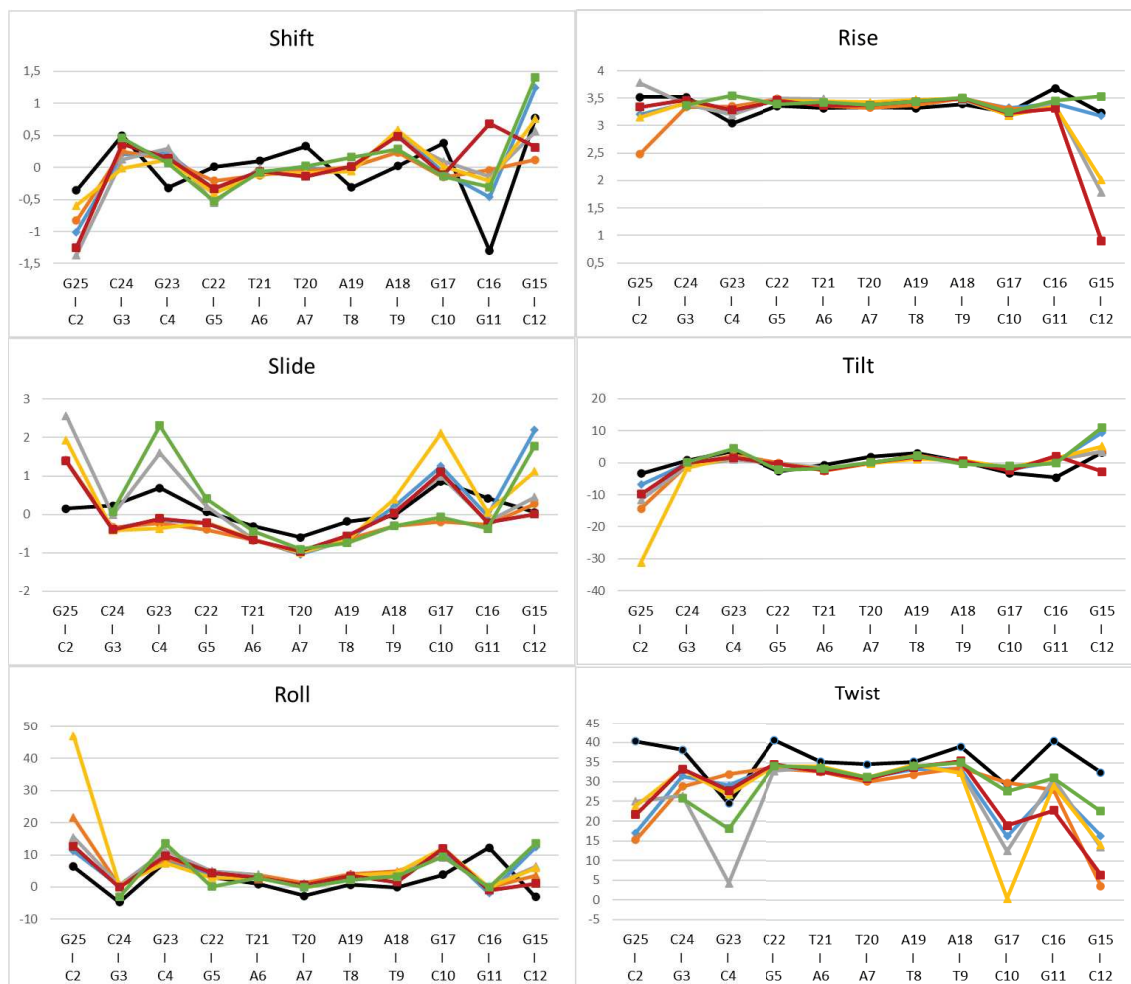 Shift
1,5
1
0,5
0
-0,5
-1
-1,5
G25 C24 G23 C22 T21 T20 A19 A18 G17 C16 G15
| | | | | | | | | | |
C2 G3 C4 G5 A6 A7 T8 T9 C10 G11 C12
Rise
4
3,5
3
2,5
2
1,5
1
0,5
G25 C24 G23 C22 T21 T20 A19 A18 G17 C16 G15
| | | | | | | | | | |
C2 G3 C4 G5 A6 A7 T8 T9 C10 G11 C12
Slide
3
2
1
0
-1
-2
G25 C24 G23 C22 T21 T20 A19 A18 G17 C16 G15
| | | | | | | | | | |
C2 G3 C4 G5 A6 A7 T8 T9 C10 G11 C12
Tilt
20
10
0
-10
-20
-30
-40
G25 C24 G23 C22 T21 T20 A19 A18 G17 C16 G15
| | | | | | | | | | |
C2 G3 C4 G5 A6 A7 T8 T9 C10 G11 C12
Roll
50
40
30
20
10
0
-10
G25 C24 G23 C22 T21 T20 A19 A18 G17 C16 G15
| | | | | | | | | | |
C2 G3 C4 G5 A6 A7 T8 T9 C10 G11 C12
Twist
45
40
35
30
25
20
15
10
5
0
-5
G25 C24 G23 C22 T21 T20 A19 A18 G17 C16 G15
| | | | | | | | | | |
C2 G3 C4 G5 A6 A7 T8 T9 C10 G11 C12